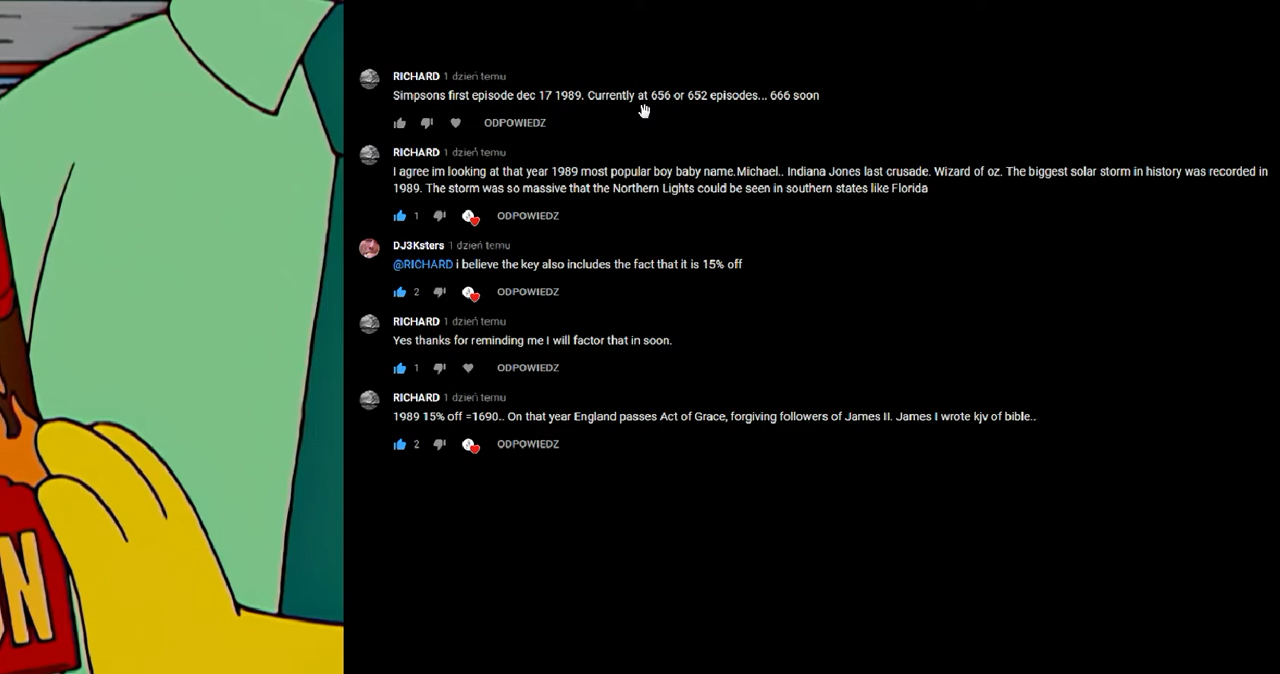 RICHARD 1 dzień temu
Simpsons first episode dec 17 1989. Currently at 656 or 652 episodes... 666 soon
ODPOWIEDZ
RICHARD 1 dzień temu
I agree im looking at that year 1989 most popular boy baby name.Michael.. Indiana Jones last crusade. Wizard of oz. The biggest solar storm in history was recorded in
1989. The storm was so massive that the Northern Lights could be seen in southern states like Florida
1 ODPOWIEDZ
DJ3Ksters 1 dzień temu
@RICHARD i believe the key also includes the fact that it is 15% off
2 ODPOWIEDZ
RICHARD 1 dzień temu
Yes thanks for reminding me I will factor that in soon.
1 ODPOWIEDZ
RICHARD 1 dzień temu
1989 15% off =1690.. On that year England passes Act of Grace, forgiving followers of James II. James I wrote kjv of bible..
2 ODPOWIEDZ
N